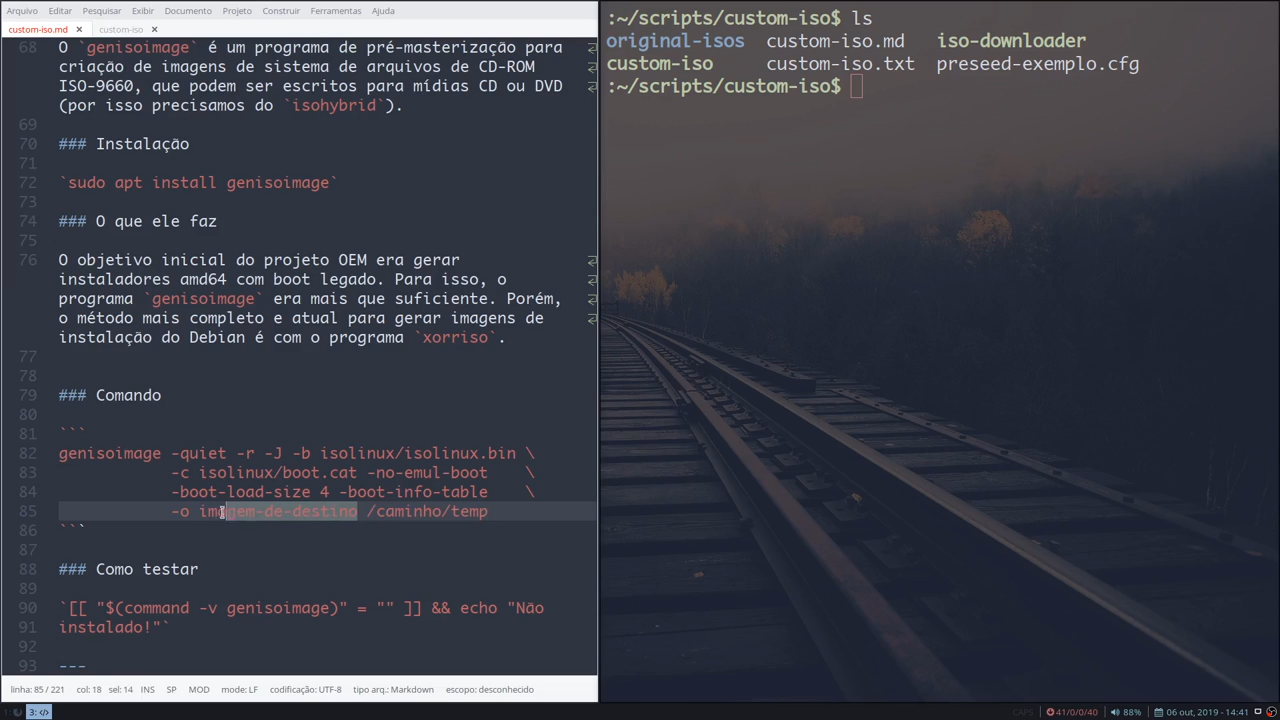 Arquivo Editar Pesquisar Exibir Documento Projeto Construir Ferramentas Ajuda
custom-iso.md × custom-iso ×
68 O `genisoimage` é um programa de pré-masterização para
criação de imagens de sistema de arquivos de CD-ROM
ISO-9660, que podem ser escritos para mídias CD ou DVD
(por isso precisamos do `isohybrid`).
69
70 ### Instalação
71
72 `sudo apt install genisoimage`
73
74 ### O que ele faz
75
76 O objetivo inicial do projeto OEM era gerar
instaladores amd64 com boot legado. Para isso, o
programa `genisoimage` era mais que suficiente. Porém,
o método mais completo e atual para gerar imagens de
instalação do Debian é com o programa `xorriso`.
77
78
79 ### Comando
80
81 ```
82 genisoimage -quiet -r -J -b isolinux/isolinux.bin \
83 -c isolinux/boot.cat -no-emul-boot \
84 -boot-load-size 4 -boot-info-table \
85 -o imagem-de-destino /caminho/temp
86 ```
87
88 ### Como testar
89
90 `[[ "$(command -v genisoimage)" = "" ]] && echo "Não
91 instalado!"`
92
93 ---
linha: 85 / 221 col: 18 sel: 14 INS SP MOD mode: LF codificação: UTF-8 tipo arq.: Markdown escopo: desconhecido
:~/scripts/custom-iso$ ls
original-isos custom-iso.md iso-downloader
custom-iso custom-iso.txt preseed-exemplo.cfg
:~/scripts/custom-iso$
1: 3: </> CAPS 41/0/0/40 88% 06 out, 2019 - 14:41